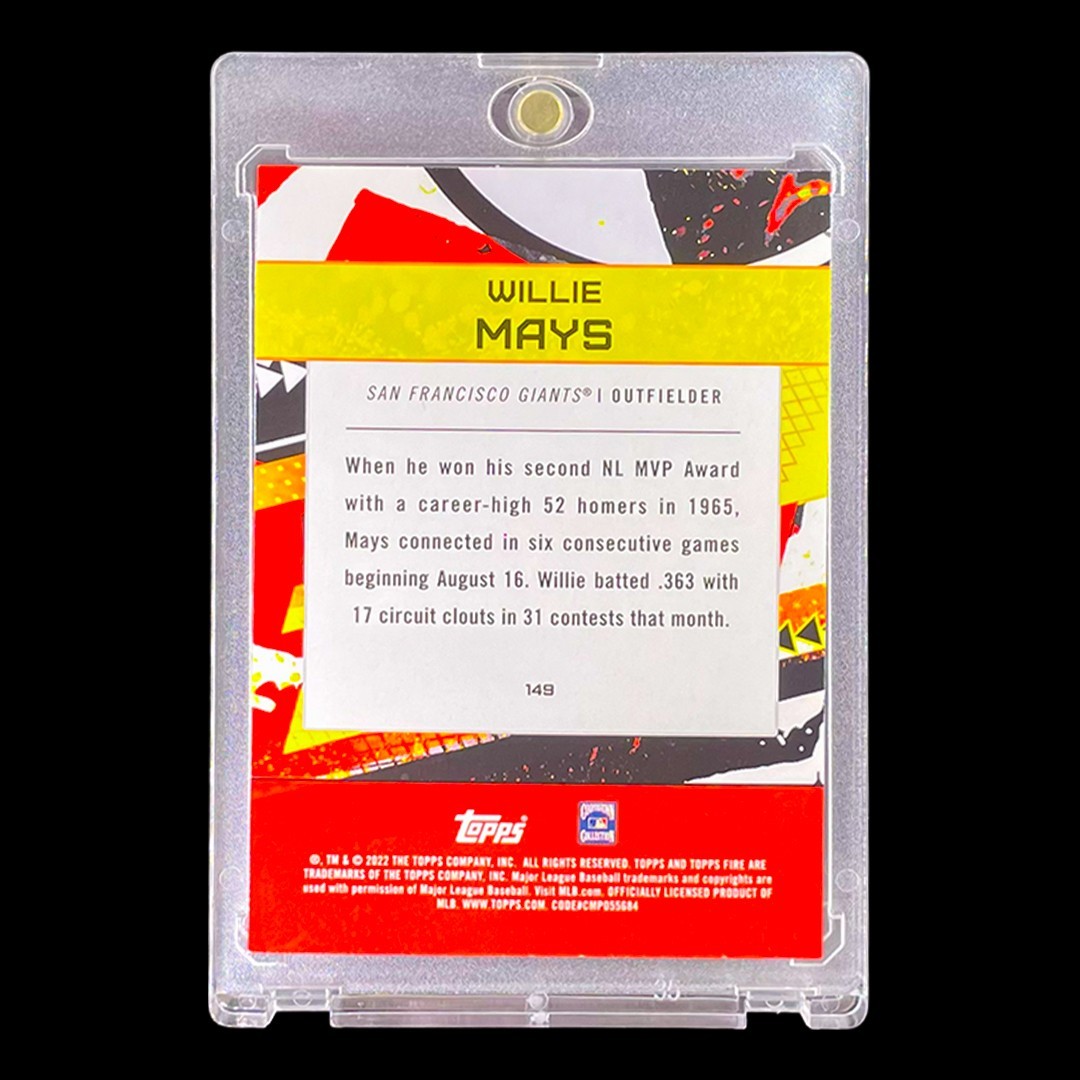 WILLIE
MAYS
SAN FRANCISCO GIANTS® | OUTFIELDER
When he won his second NL MVP Award
with a career-high 52 homers in 1965,
Mays connected in six consecutive games
beginning August 16. Willie batted .363 with
17 circuit clouts in 31 contests that month.
149
Topps®
COOPERSTOWN
COLLECTION
®, TM & © 2022 THE TOPPS COMPANY, INC. ALL RIGHTS RESERVED. TOPPS AND TOPPS FIRE ARE
TRADEMARKS OF THE TOPPS COMPANY, INC. Major League Baseball trademarks and copyrights are
used with permission of Major League Baseball. Visit MLB.com. OFFICIALLY LICENSED PRODUCT OF
MLB. WWW.TOPPS.COM. CODE#CMP055684